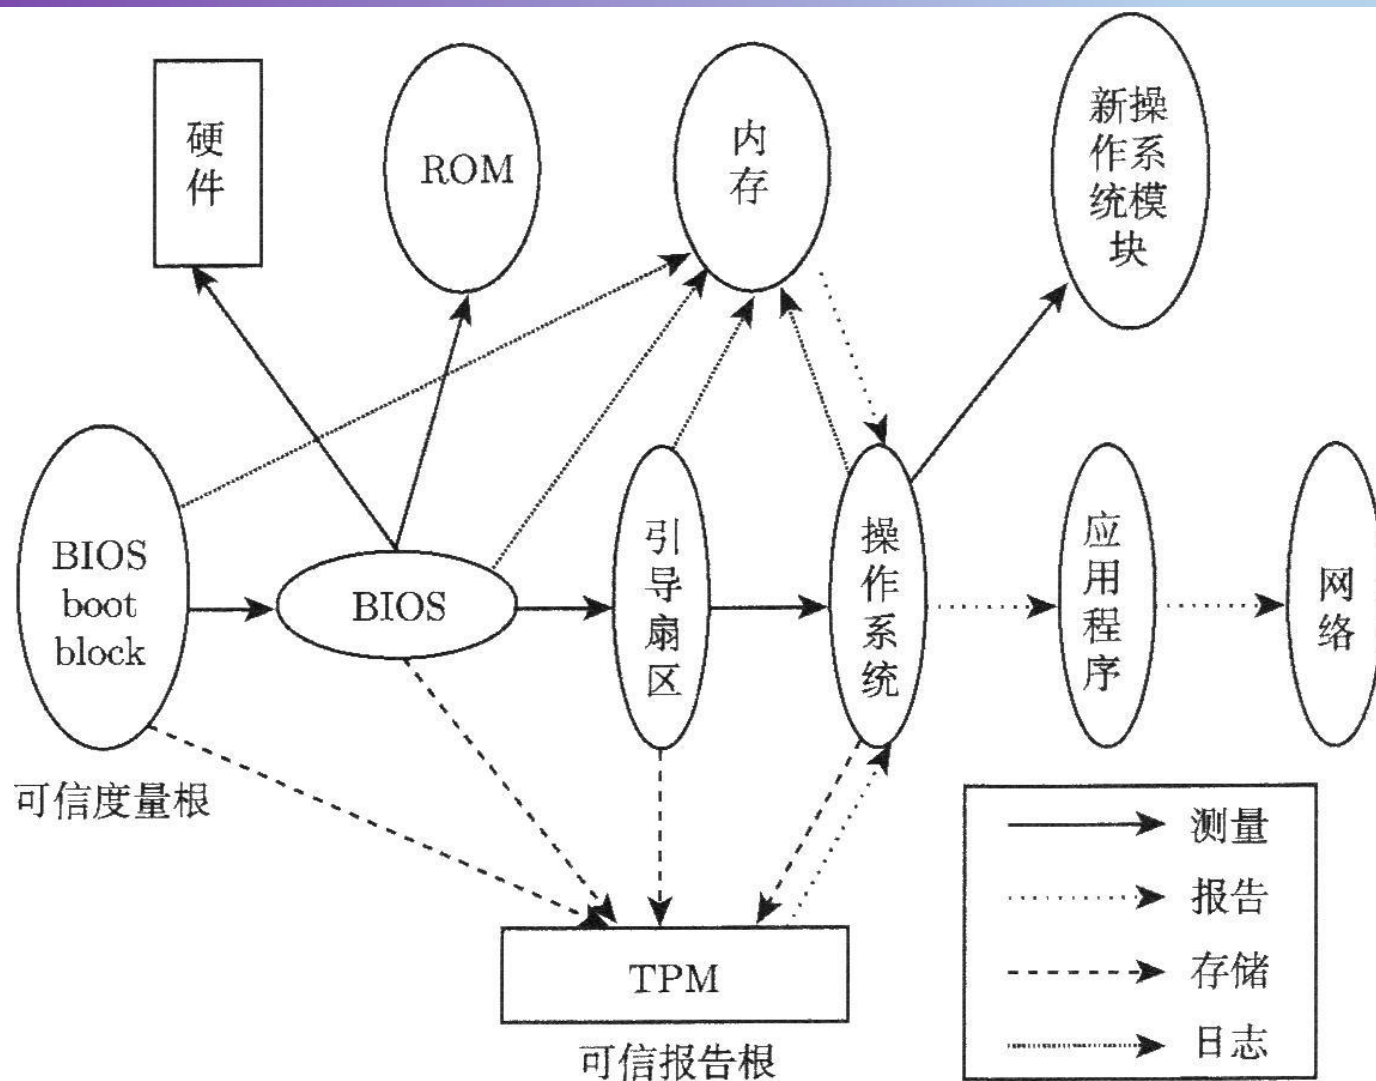 硬
件
ROM
内
存
新操
作系
统模
块
BIOS
boot
block
BIOS
引
导
扇
区
操
作
系
统
应
用
程
序
网
络
可信度量根
TPM
可信报告根
测量
报告
存储
日志